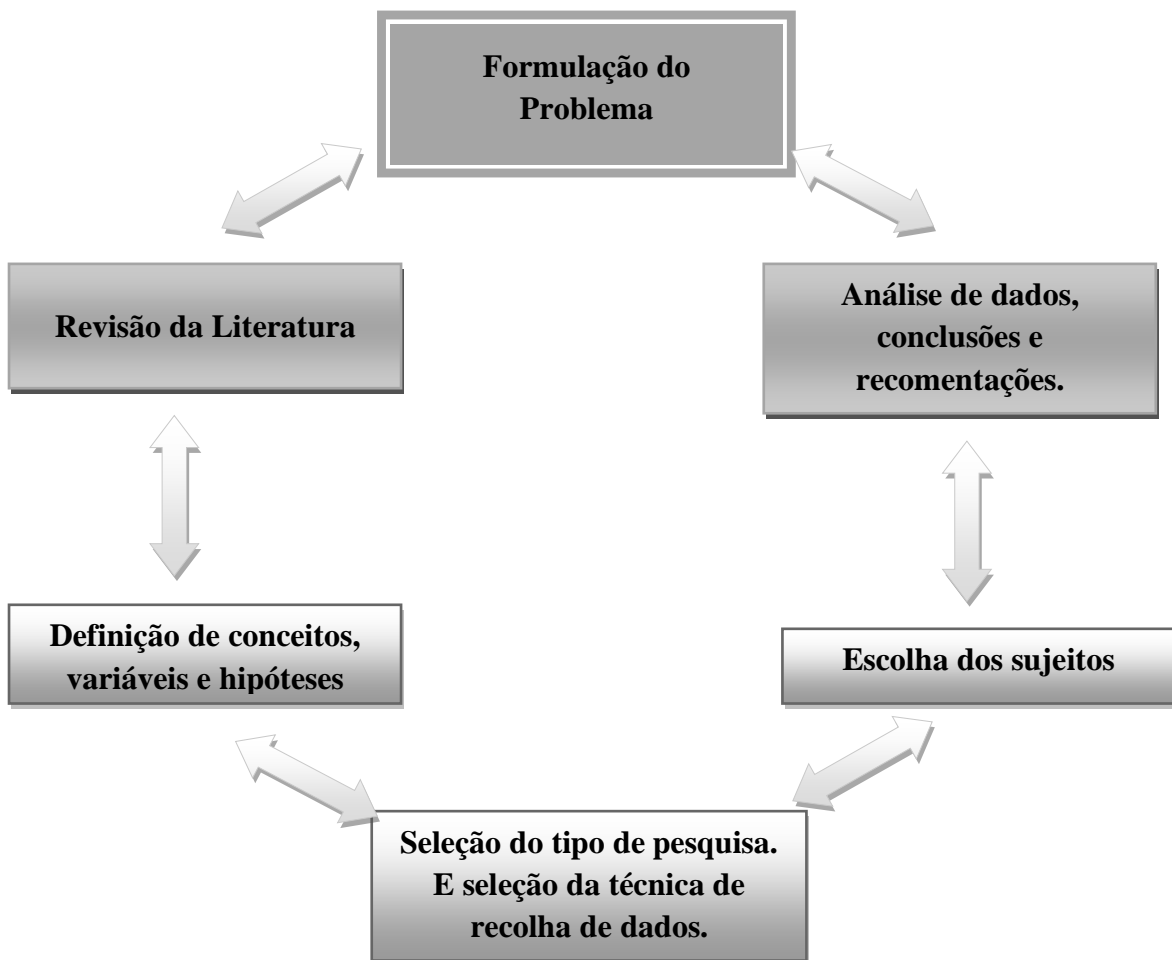 Formulação do
Problema
Revisão da Literatura
Análise de dados,
conclusões e
recomentações.
Definição de conceitos,
variáveis e hipóteses
Escolha dos sujeitos
Seleção do tipo de pesquisa.
E seleção da técnica de
recolha de dados.